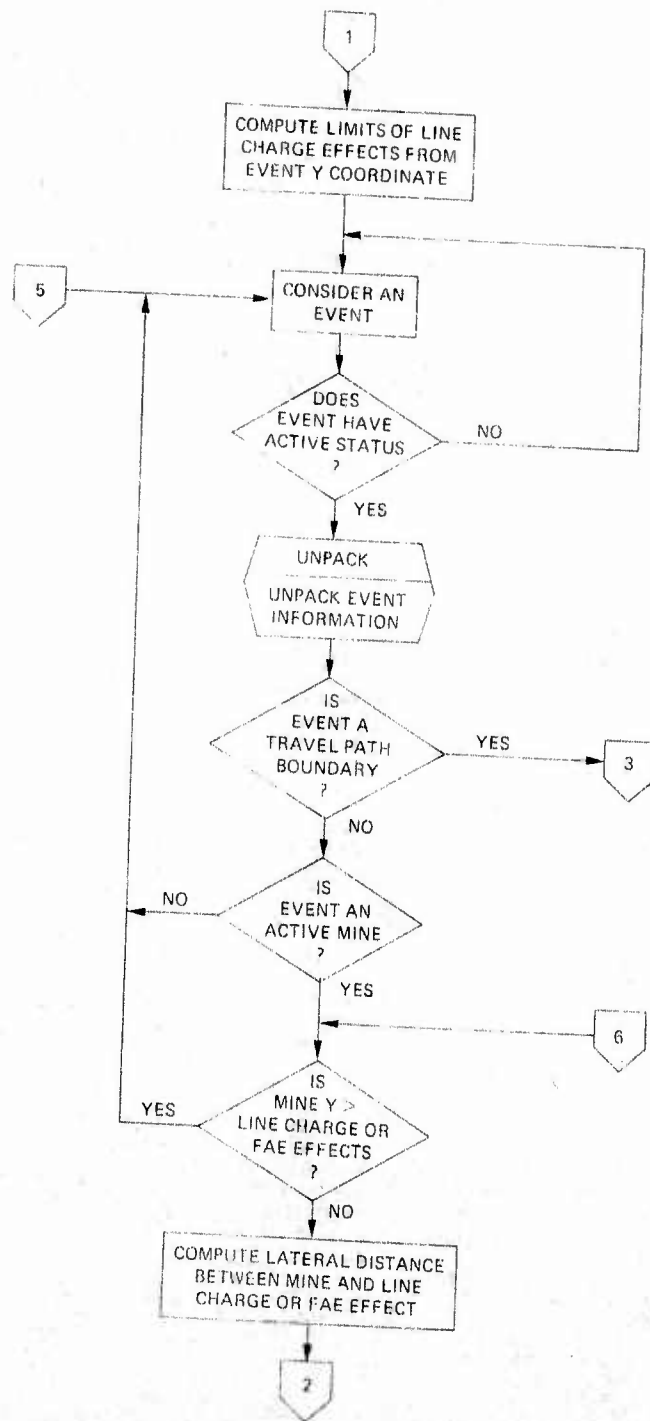 1
COMPUTE LIMITS OF LINE
CHARGE EFFECTS FROM
EVENT Y COORDINATE
5
CONSIDER AN
EVENT
DOES
EVENT HAVE
ACTIVE STATUS
?
NO
YES
UNPACK
UNPACK EVENT
INFORMATION
IS
EVENT A
TRAVEL PATH
BOUNDARY
?
YES
3
NO
IS
EVENT AN
ACTIVE MINE
?
NO
YES
6
IS
MINE Y >
LINE CHARGE OR
FAE EFFECTS
?
YES
NO
COMPUTE LATERAL DISTANCE
BETWEEN MINE AND LINE
CHARGE OR FAE EFFECT
2